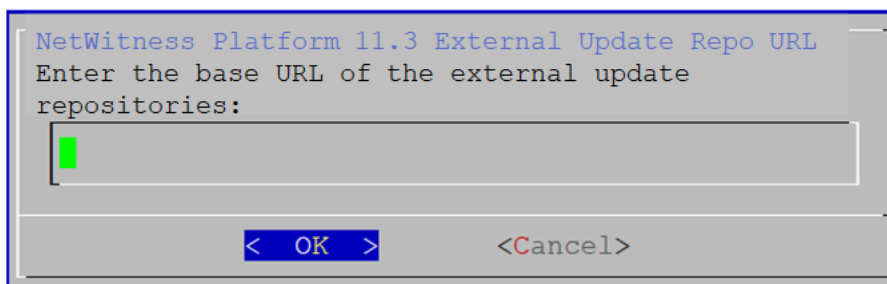 NetWitness Platform 11.3 External Update Repo URL
Enter the base URL of the external update
repositories:
< OK > <Cancel>